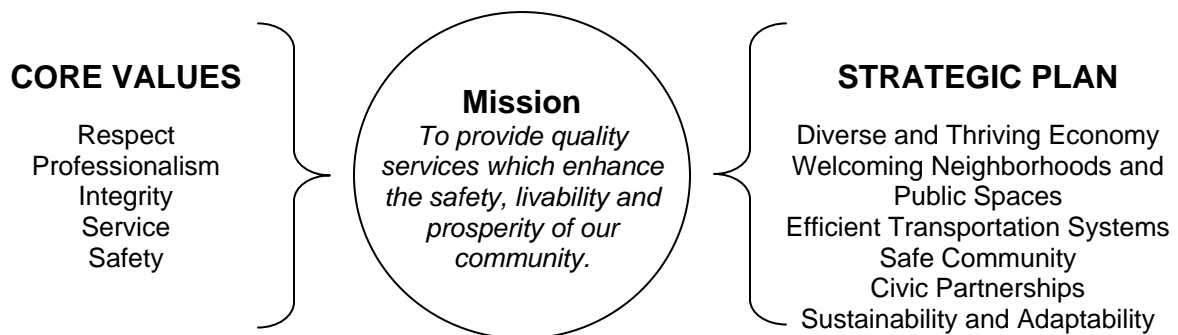 CORE VALUES
Respect
Professionalism
Integrity
Service
Safety
Mission
To provide quality
services which enhance
the safety, livability and
prosperity of our
community.
STRATEGIC PLAN
Diverse and Thriving Economy
Welcoming Neighborhoods and
Public Spaces
Efficient Transportation Systems
Safe Community
Civic Partnerships
Sustainability and Adaptability